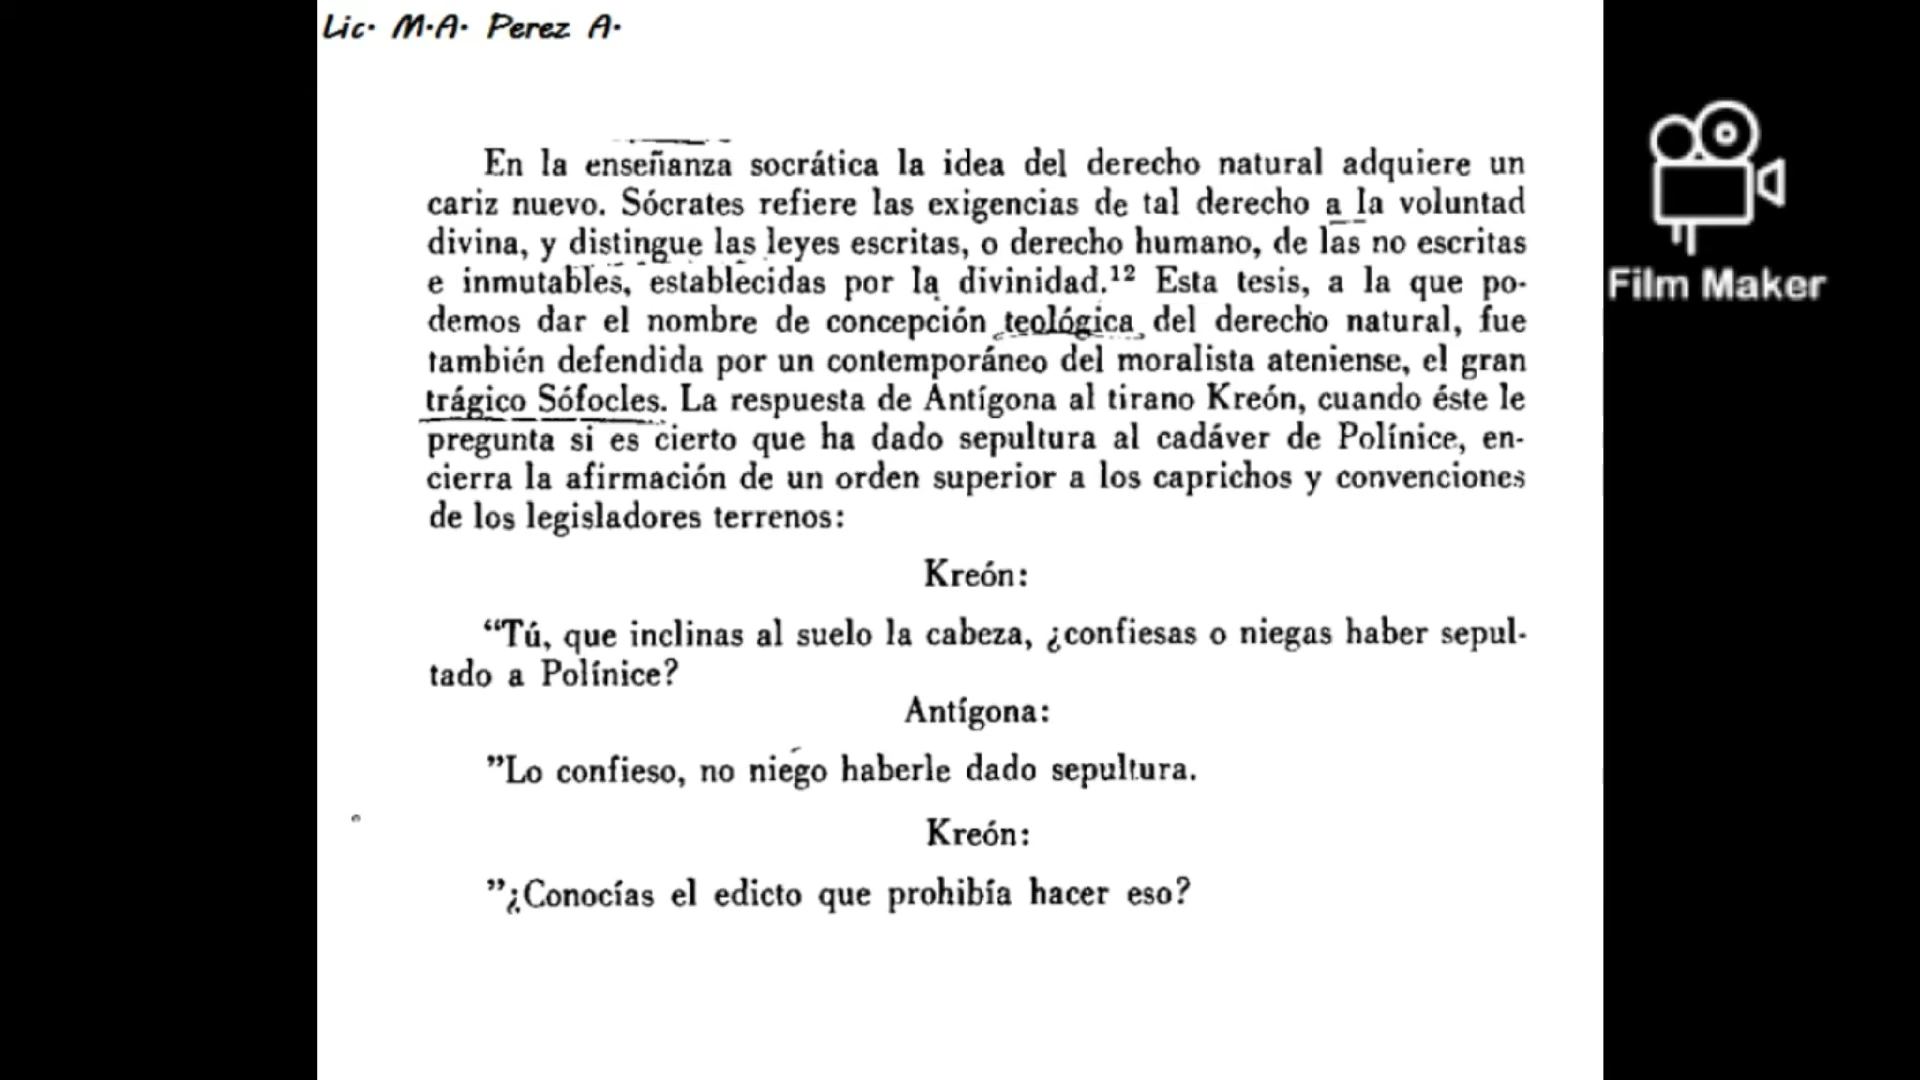 Lic. M.A. Perez A.
En la enseñanza socrática la idea del derecho natural adquiere un
cariz nuevo. Sócrates refiere las exigencias de tal derecho a la voluntad
divina, y distingue las leyes escritas, o derecho humano, de las no escritas
e inmutables, establecidas por la divinidad.¹² Esta tesis, a la que po-
demos dar el nombre de concepción teológica del derecho natural, fue
también defendida por un contemporáneo del moralista ateniense, el gran
trágico Sófocles. La respuesta de Antígona al tirano Kreón, cuando éste le
pregunta si es cierto que ha dado sepultura al cadáver de Polínice, en-
cierra la afirmación de un orden superior a los caprichos y convenciones
de los legisladores terrenos:
Kreón:
“Tú, que inclinas al suelo la cabeza, ¿confiesas o niegas haber sepul-
tado a Polínice?
Antígona:
”Lo confieso, no niego haberle dado sepultura.
Kreón:
”¿Conocías el edicto que prohibía hacer eso?
Film Maker